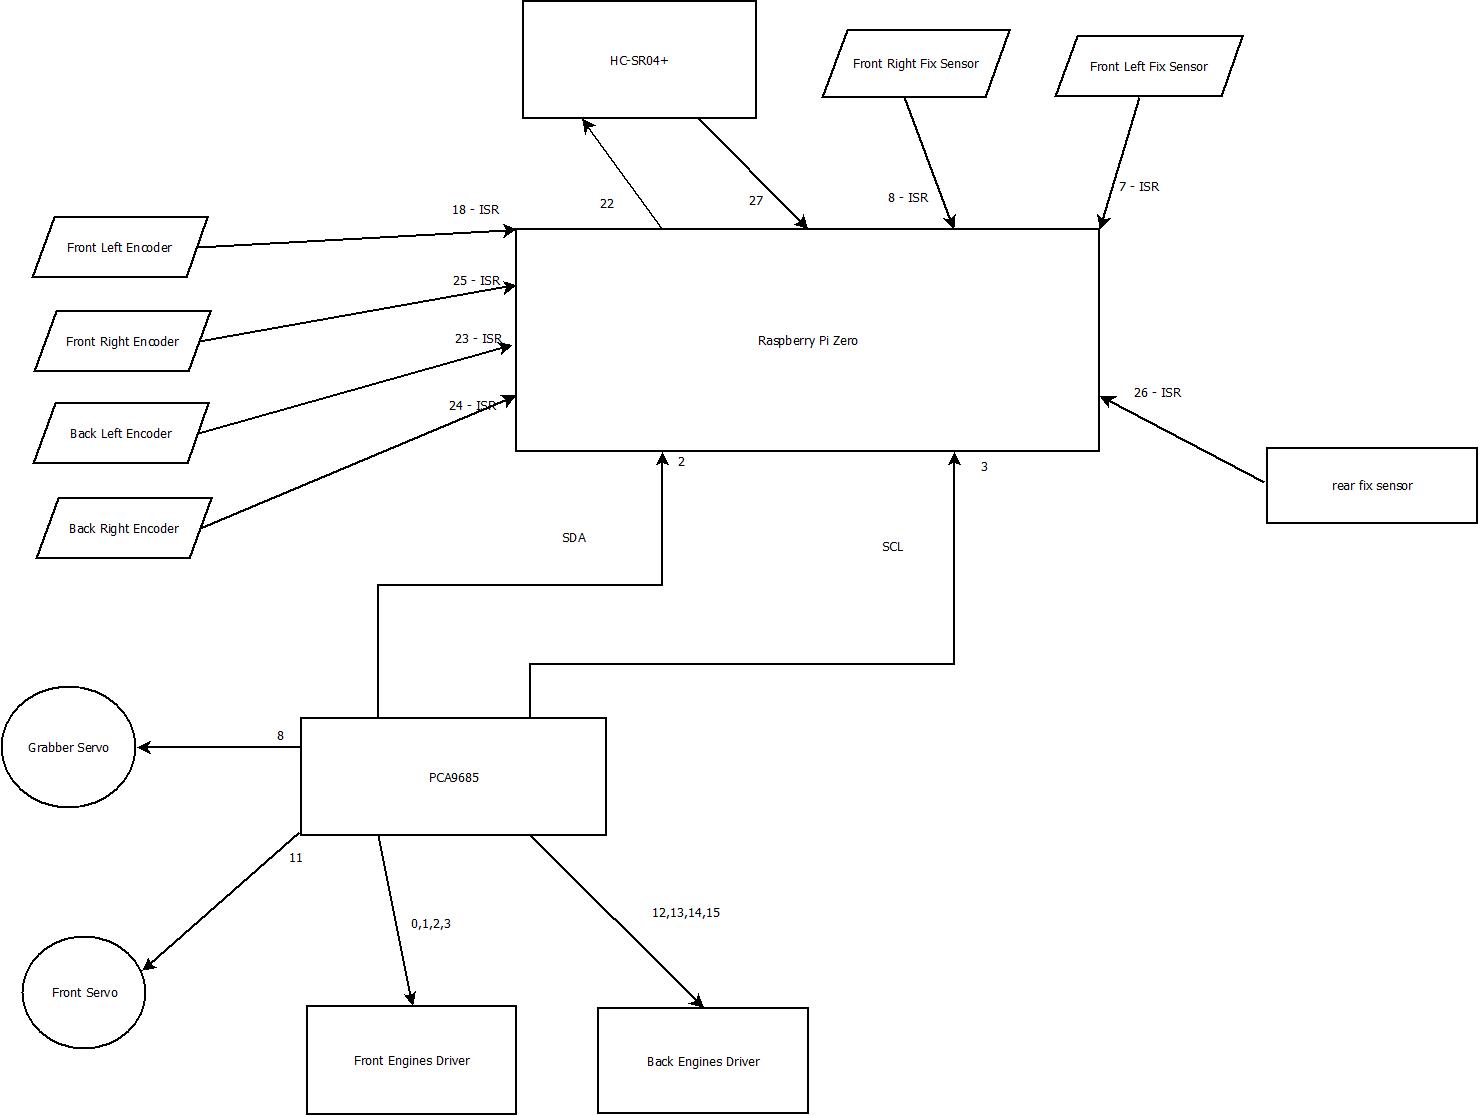 HC-SR04+
Front Right Fix Sensor
Front Left Fix Sensor
22
27
8 - ISR
7 - ISR
18 - ISR
Front Left Encoder
25 - ISR
Front Right Encoder
23 - ISR
Raspberry Pi Zero
24 - ISR
26 - ISR
Back Left Encoder
2
3
rear fix sensor
Back Right Encoder
SDA
SCL
8
Grabber Servo
PCA9685
11
0,1,2,3
12,13,14,15
Front Servo
Front Engines Driver
Back Engines Driver